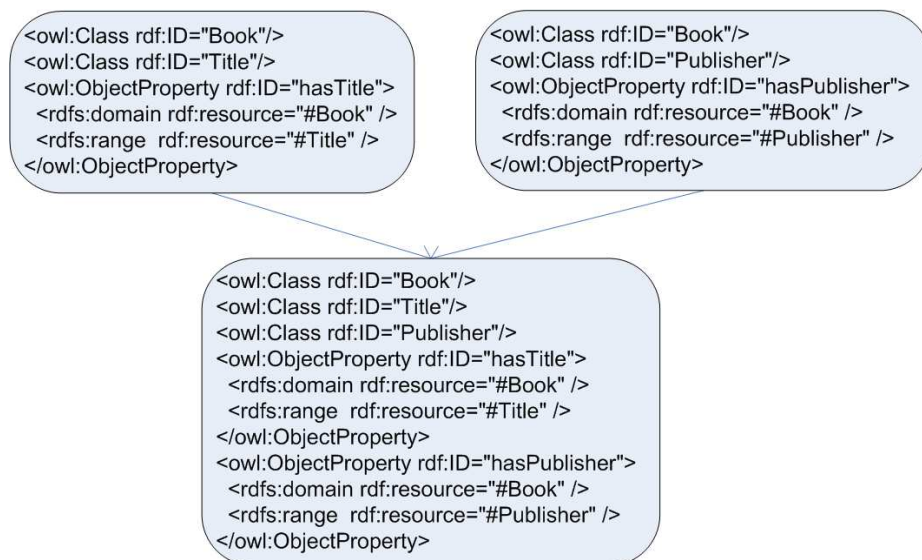 <owl:Class rdf:ID="Book"/>
<owl:Class rdf:ID="Title"/>
<owl:ObjectProperty rdf:ID="hasTitle">
<rdfs:domain rdf:resource="#Book" />
<rdfs:range  rdf:resource="#Title" />
</owl:ObjectProperty>
<owl:Class rdf:ID="Book"/>
<owl:Class rdf:ID="Publisher"/>
<owl:ObjectProperty rdf:ID="hasPublisher">
<rdfs:domain rdf:resource="#Book" />
<rdfs:range  rdf:resource="#Publisher" />
</owl:ObjectProperty>
<owl:Class rdf:ID="Book"/>
<owl:Class rdf:ID="Title"/>
<owl:Class rdf:ID="Publisher"/>
<owl:ObjectProperty rdf:ID="hasTitle">
<rdfs:domain rdf:resource="#Book" />
<rdfs:range  rdf:resource="#Title" />
</owl:ObjectProperty>
<owl:ObjectProperty rdf:ID="hasPublisher">
<rdfs:domain rdf:resource="#Book" />
<rdfs:range  rdf:resource="#Publisher" />
</owl:ObjectProperty>